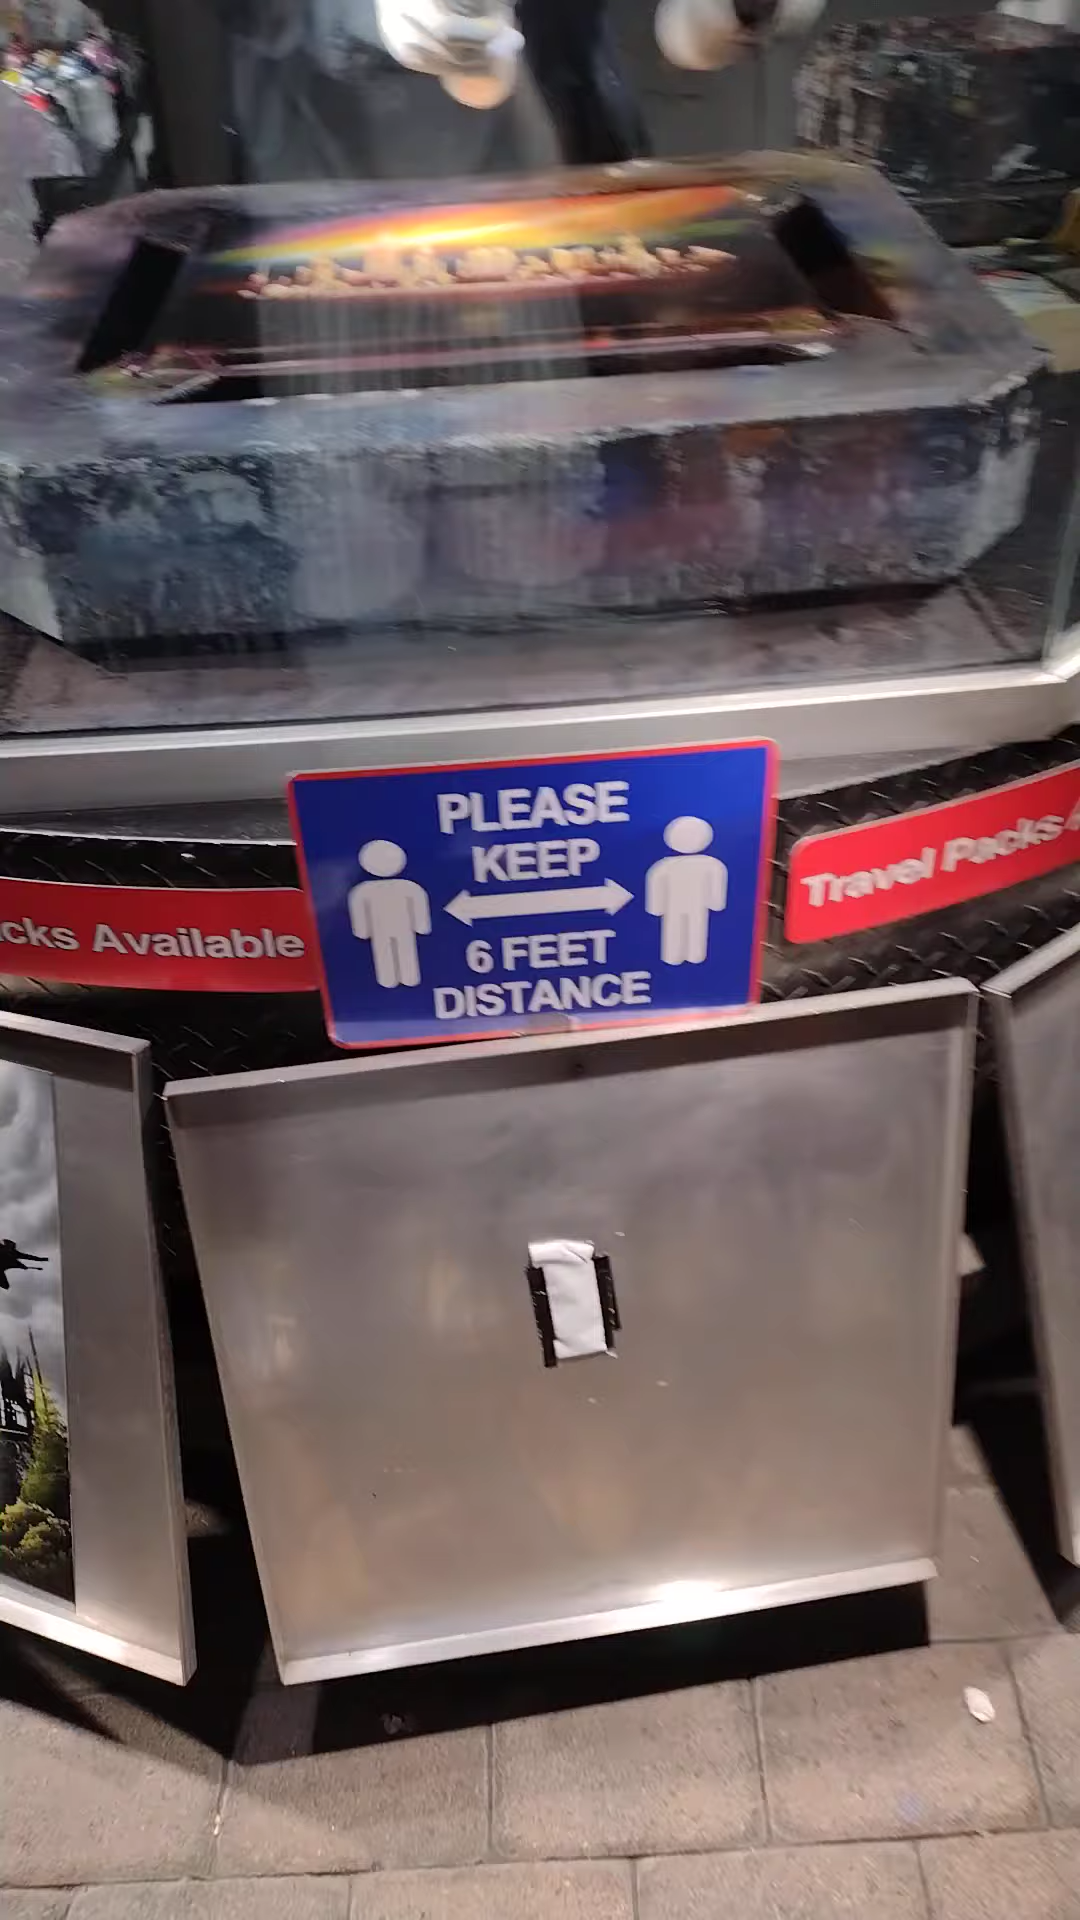 PLEASE
KEEP
6 FEET
DISTANCE
cks Available
Travel Packs